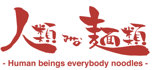 人類みな麺類
- Human beings everybody noodles -